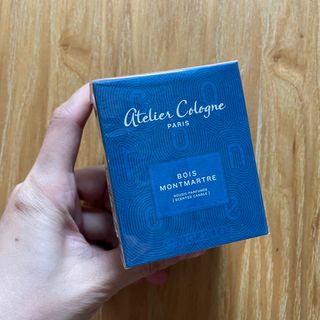 Atelier Cologne
PARIS
BOIS
MONTMARTRE
BOUGIE PARFUMÉE
[ SCENTED CANDLE ]